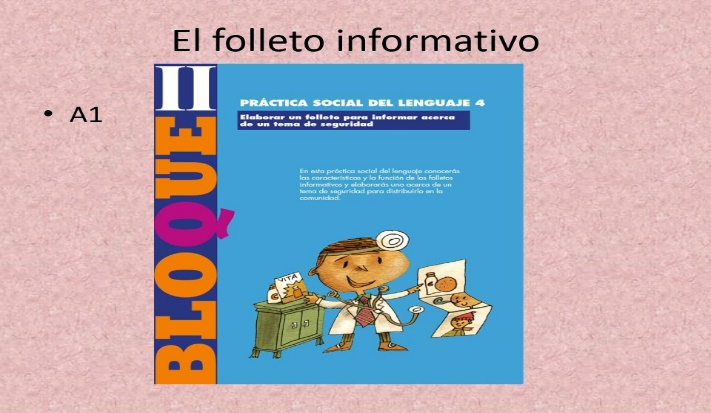 El folleto informativo
• A1
BLOQUE II
PRÁCTICA SOCIAL DEL LENGUAJE 4
Elaborar un folleto para informar acerca
de un tema de seguridad
En esta práctica social del lenguaje conocerás
las características y la función de los folletos
informativos y elaborarás uno acerca de un
tema de seguridad para distribuirlo en la
comunidad.
VITA
C
C